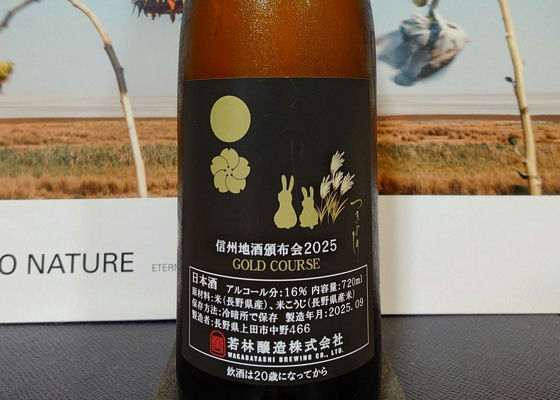 つきよしの
信州地酒頒布会2025
GOLD COURSE
日本酒 アルコール分:16% 内容量:720ml
原材料:米(長野県産)、米こうじ(長野県産米)
保存方法:冷暗所で保存 製造年月:2025.09
製造者:長野県上田市中野466
若林醸造株式会社
WAKABAYASHI BREWING CO., LTD.
飲酒は20歳になってから
O NATURE
ETERN